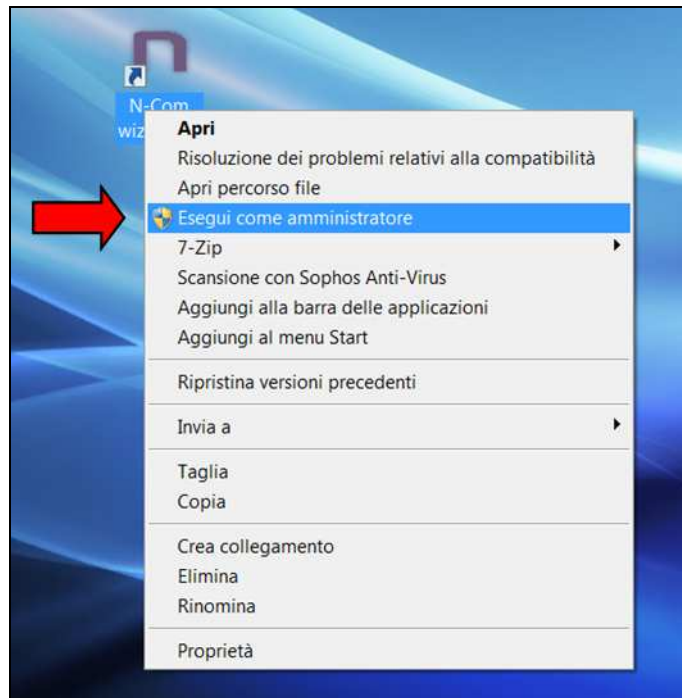 n
N-Com
wiz
Apri
Risoluzione dei problemi relativi alla compatibilità
Apri percorso file
Esegui come amministratore
7-Zip
Scansione con Sophos Anti-Virus
Aggiungi alla barra delle applicazioni
Aggiungi al menu Start
Ripristina versioni precedenti
Invia a
Taglia
Copia
Crea collegamento
Elimina
Rinomina
Proprietà